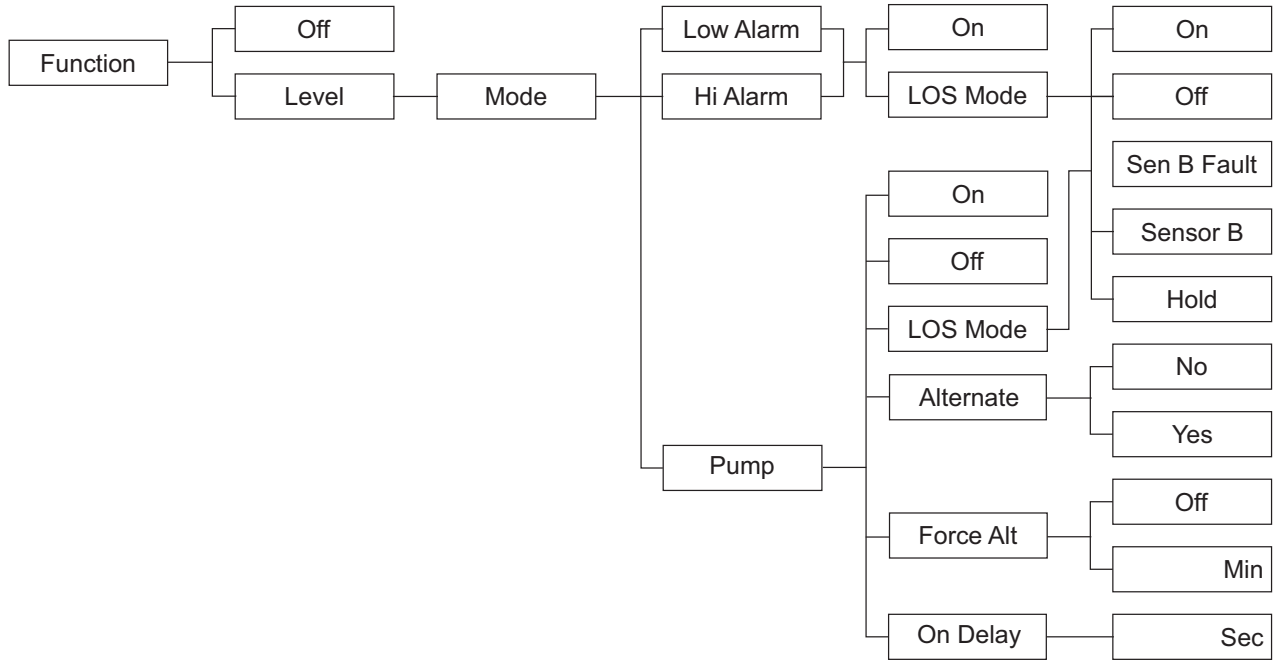 Function
Off
Level
Mode
Low Alarm
Hi Alarm
Pump
On
LOS Mode
On
Off
LOS Mode
Alternate
Force Alt
On Delay
On
Off
Sen B Fault
Sensor B
Hold
No
Yes
Off
Min
Sec